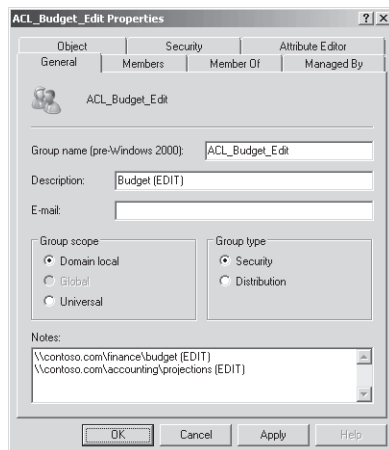 ACL_Budget_Edit Properties
Object Security Attribute Editor
General Members Member Of Managed By
ACL_Budget_Edit
Group name (pre-Windows 2000): ACL_Budget_Edit
Description: Budget (EDIT)
E-mail:
Group scope Group type
Domain local Security
Global Distribution
Universal
Notes:
\\contoso.com\finance\budget (EDIT)
\\contoso.com\accounting\projections (EDIT)
OK Cancel Apply Help